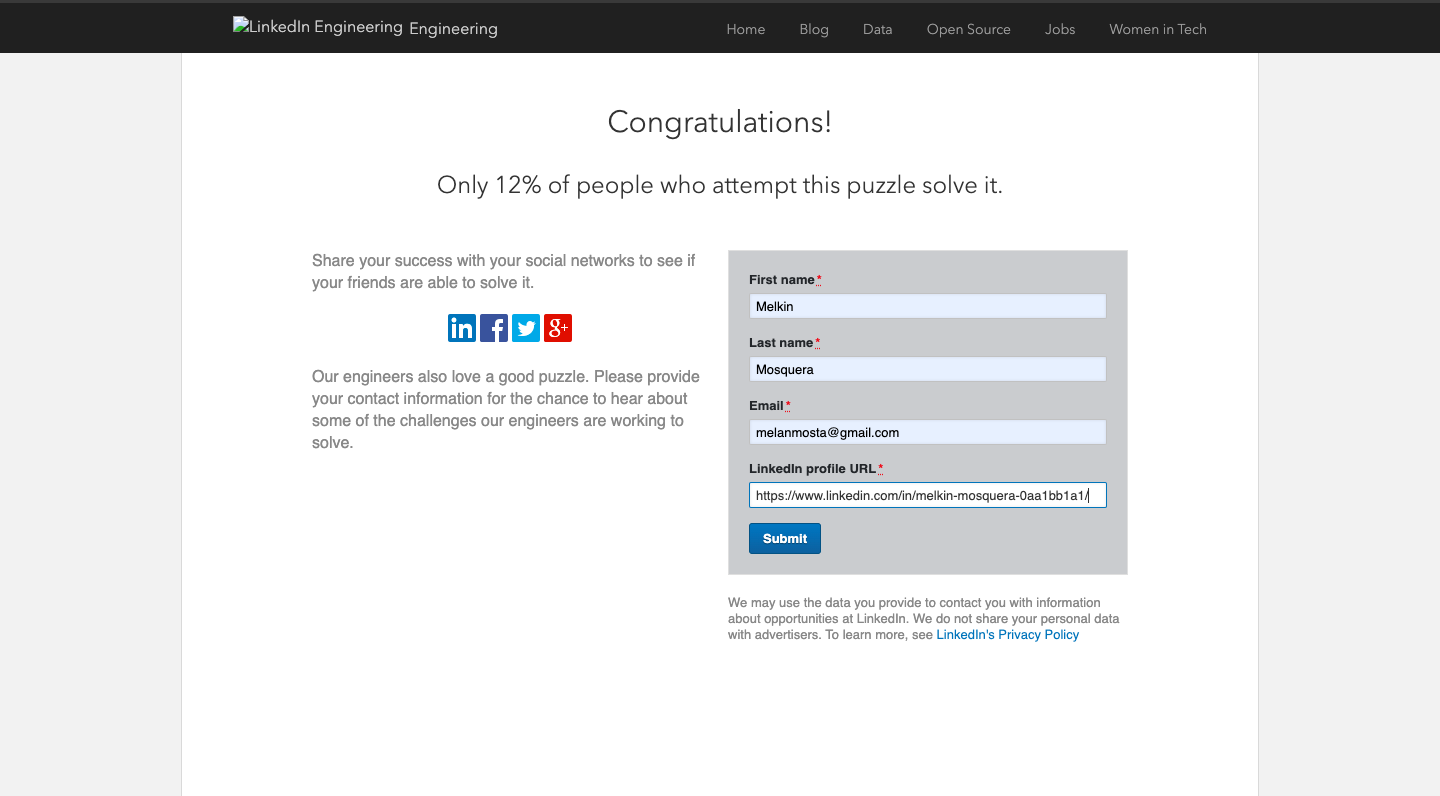 LinkedIn Engineering Engineering Home Blog Data Open Source Jobs Women in Tech
Congratulations!
Only 12% of people who attempt this puzzle solve it.
Share your success with your social networks to see if
your friends are able to solve it.
in f g+
Our engineers also love a good puzzle. Please provide
your contact information for the chance to hear about
some of the challenges our engineers are working to
solve.
First name*
Melkin
Last name*
Mosquera
Email*
melanmosta@gmail.com
LinkedIn profile URL*
https://www.linkedin.com/in/melkin-mosquera-0aa1bb1a1/
Submit
We may use the data you provide to contact you with information
about opportunities at LinkedIn. We do not share your personal data
with advertisers. To learn more, see LinkedIn's Privacy Policy